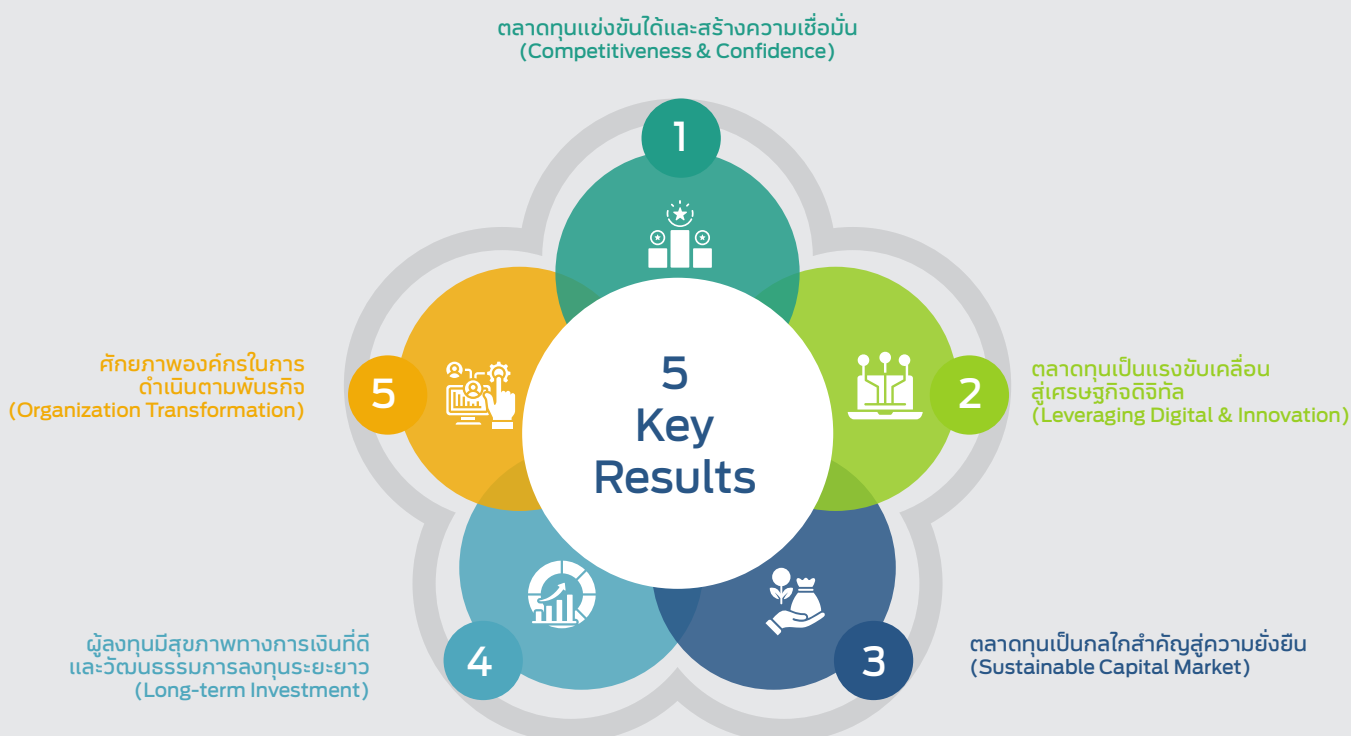 ตลาดทุนแข่งขันได้และสร้างความเชื่อมั่น
(Competitiveness & Confidence)
1
5
Key
Results
2
ตลาดทุนเป็นแรงขับเคลื่อน
สู่เศรษฐกิจดิจิทัล
(Leveraging Digital & Innovation)
3
ตลาดทุนเป็นกลไกสำคัญสู่ความยั่งยืน
(Sustainable Capital Market)
4
ผู้ลงทุนมีสุขภาพทางการเงินที่ดี
และวัฒนธรรมการลงทุนระยะยาว
(Long-term Investment)
5
ศักยภาพองค์กรในการ
ดำเนินตามพันธกิจ
(Organization Transformation)